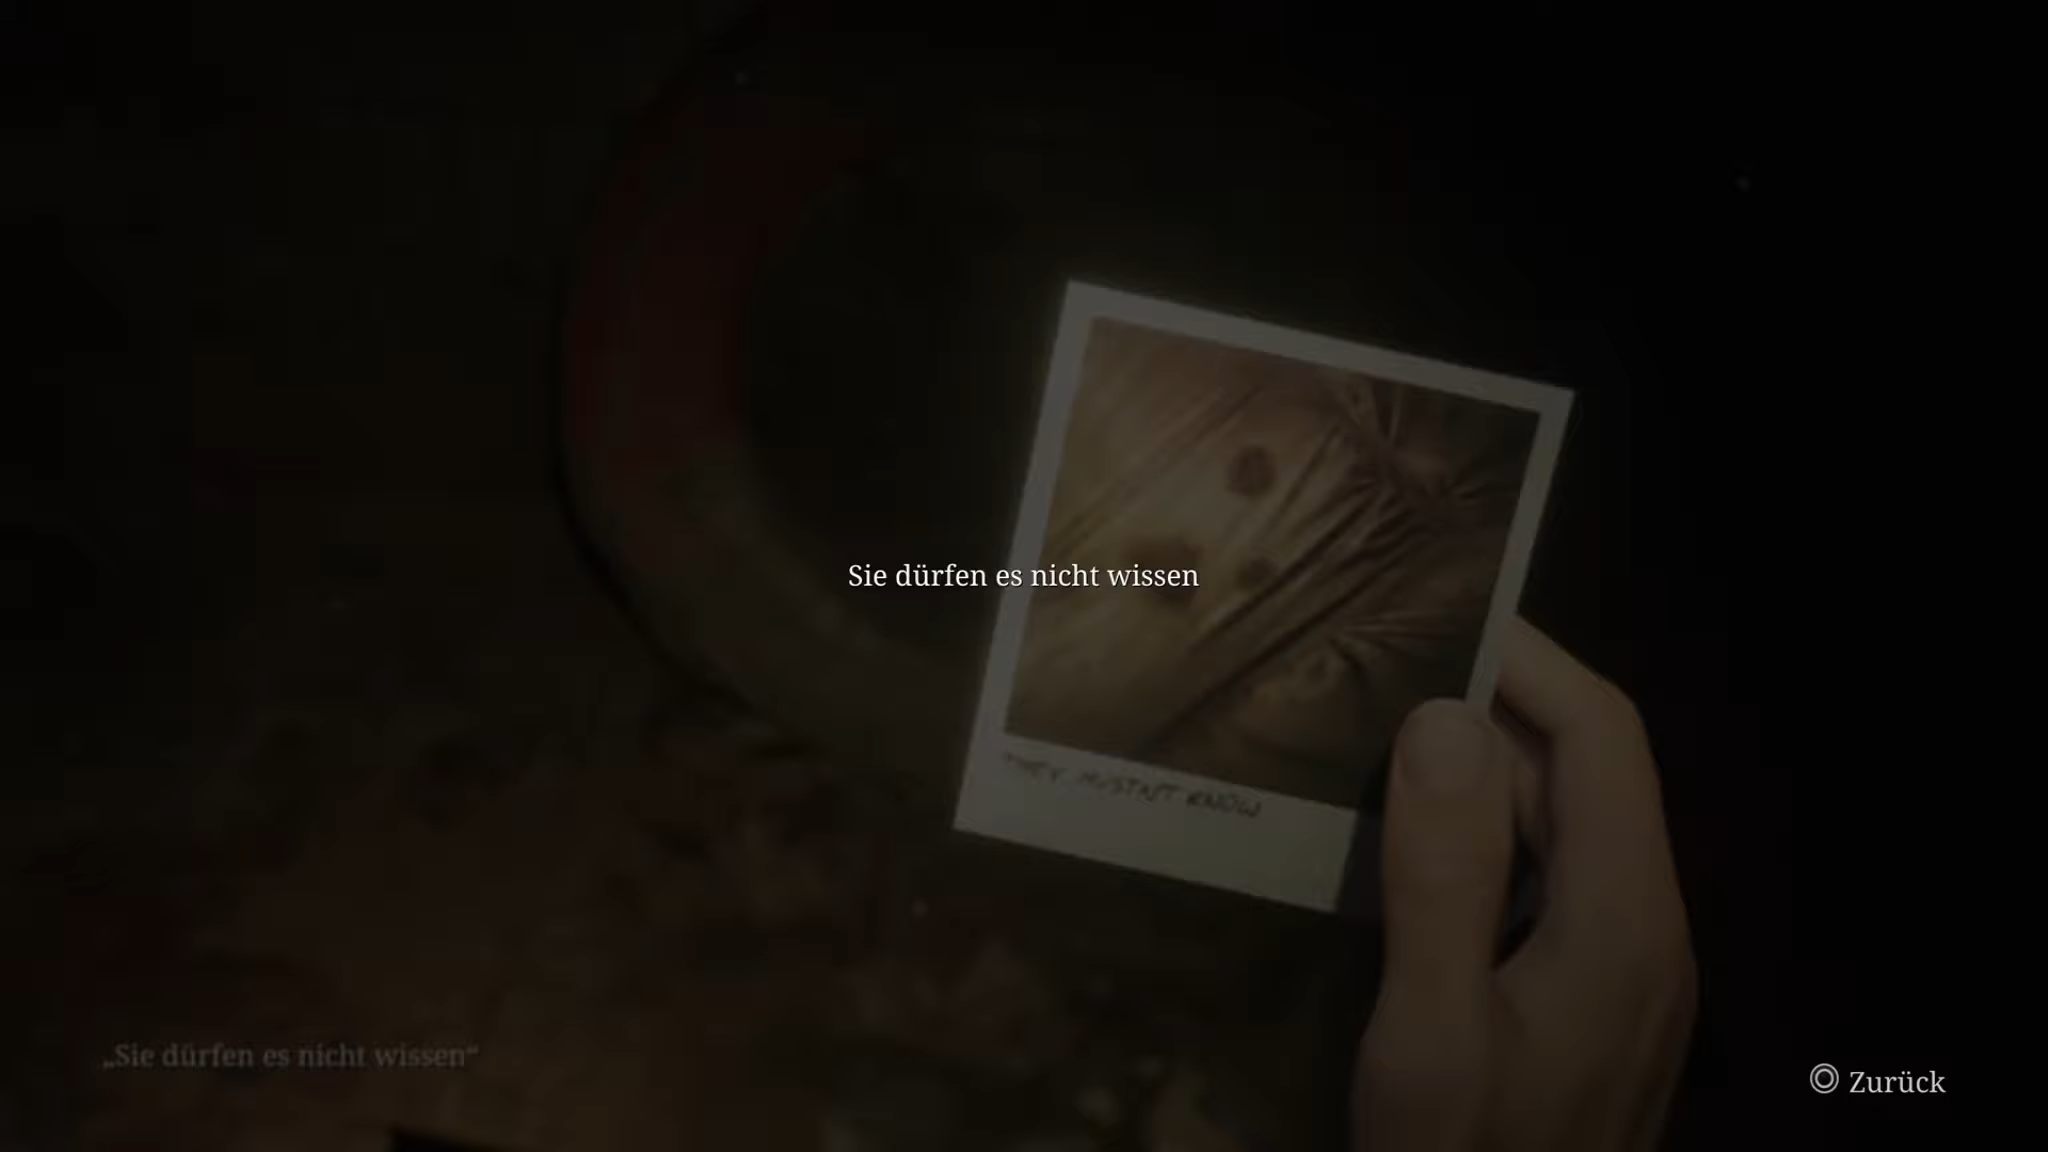 Sie dürfen es nicht wissen
THEY MUSTN'T KNOW
„Sie dürfen es nicht wissen“
Zurück